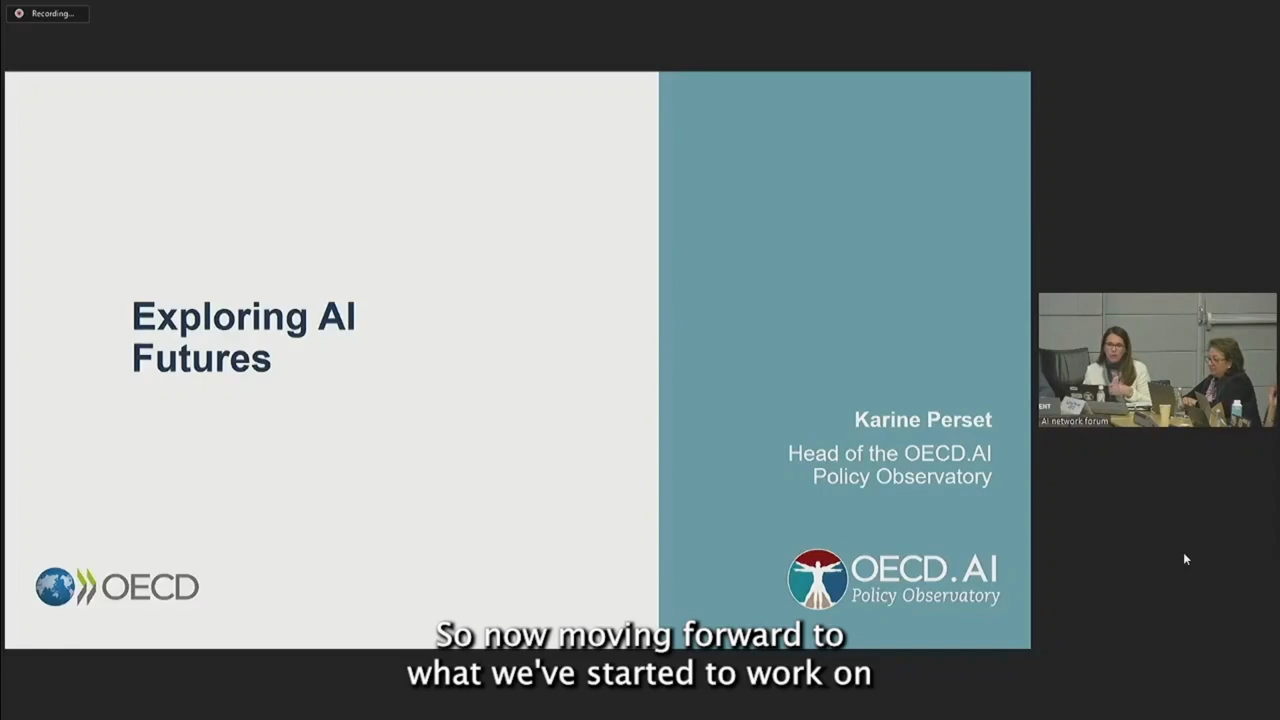 Recording...
Exploring AI
Futures
Karine Perset
Head of the OECD.AI
Policy Observatory
OECD
OECD.AI
Policy Observatory
ENT
AI network forum
So now moving forward to
what we've started to work on